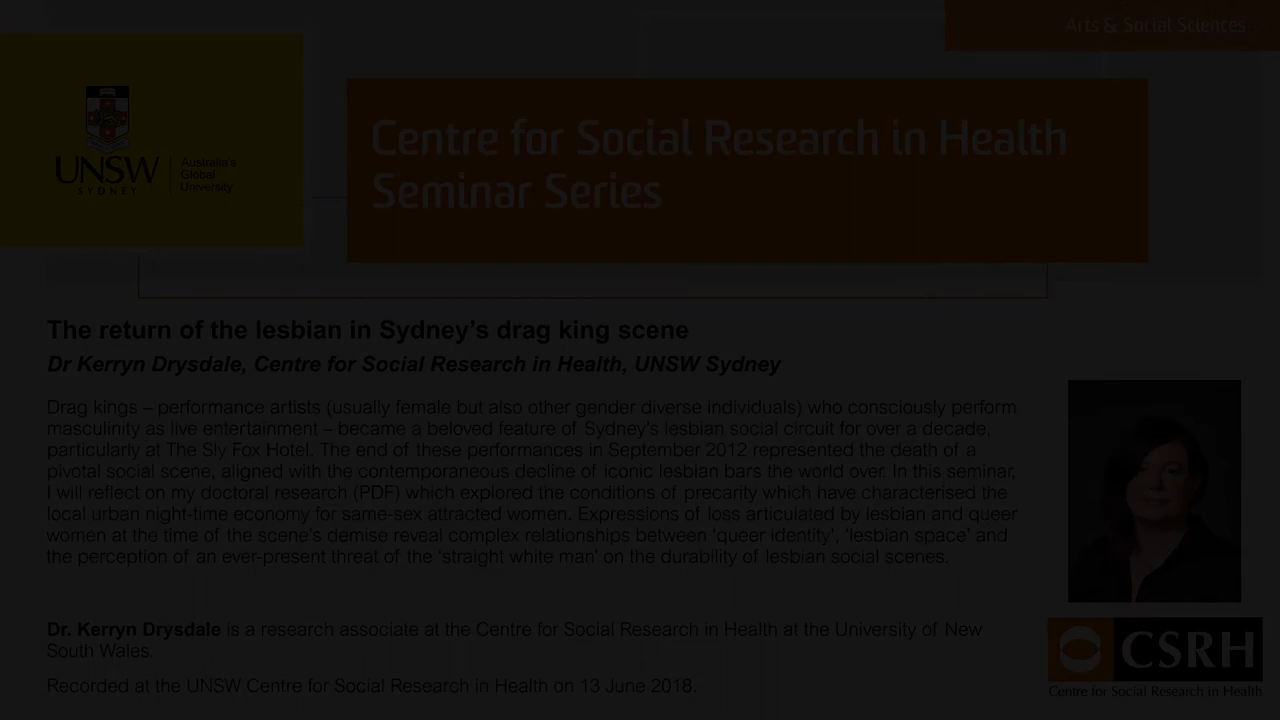 Arts & Social Sciences
UNSW
SYDNEY
Australia's
Global
University
Centre for Social Research in Health
Seminar Series
The return of the lesbian in Sydney's drag king scene
Dr Kerryn Drysdale, Centre for Social Research in Health, UNSW Sydney
Drag kings – performance artists (usually female but also other gender diverse individuals) who consciously perform
masculinity as live entertainment – became a beloved feature of Sydney's lesbian social circuit for over a decade,
particularly at The Sly Fox Hotel. The end of these performances in September 2012 represented the death of a
pivotal social scene, aligned with the contemporaneous decline of iconic lesbian bars the world over. In this seminar,
I will reflect on my doctoral research (PDF) which explored the conditions of precarity which have characterised the
local urban night-time economy for same-sex attracted women. Expressions of loss articulated by lesbian and queer
women at the time of the scene's demise reveal complex relationships between 'queer identity', 'lesbian space' and
the perception of an ever-present threat of the 'straight white man' on the durability of lesbian social scenes.
Dr. Kerryn Drysdale is a research associate at the Centre for Social Research in Health at the University of New
South Wales.
Recorded at the UNSW Centre for Social Research in Health on 13 June 2018.
CSRH
Centre for Social Research in Health